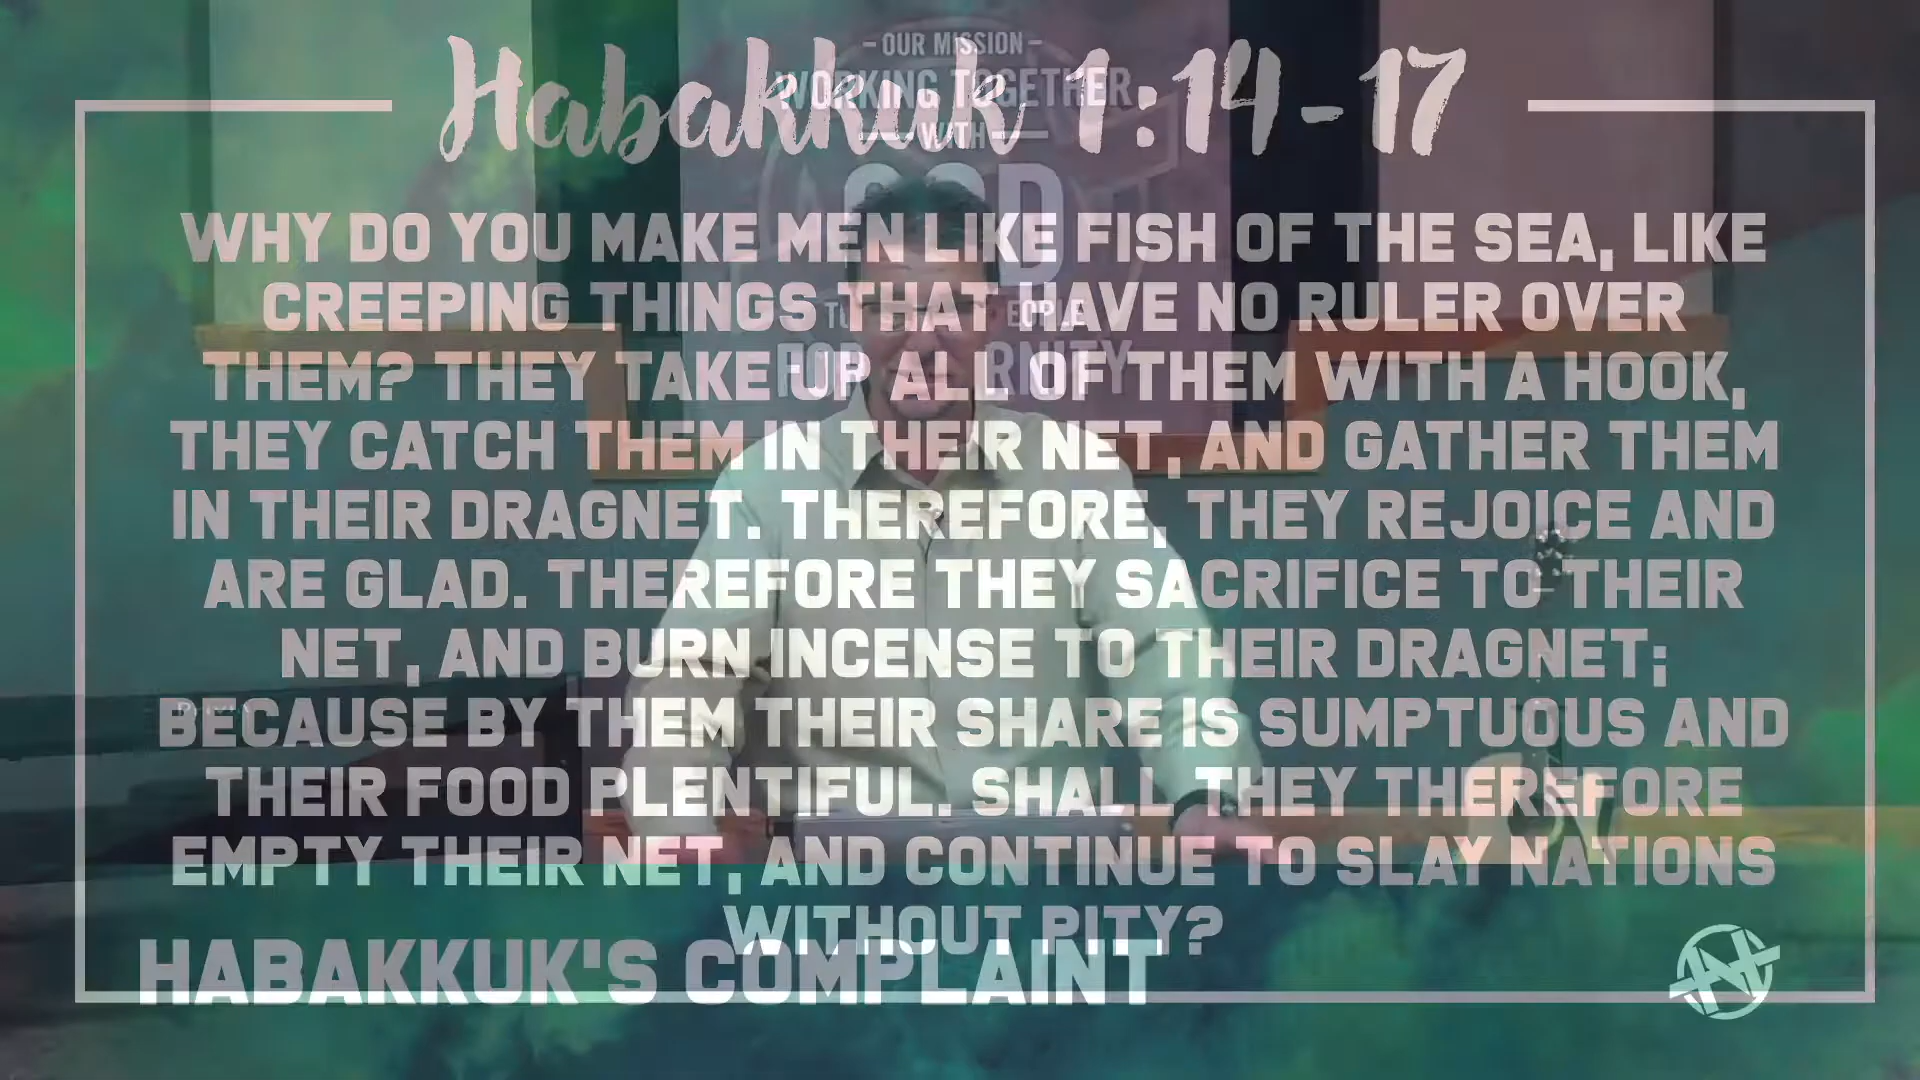 - OUR MISSION -
WORKING TOGETHER
WITH
GOD
Habakkuk 1:14-17
WHY DO YOU MAKE MEN LIKE FISH OF THE SEA, LIKE
CREEPING THINGS THAT HAVE NO RULER OVER
THEM? THEY TAKE UP ALL OF THEM WITH A HOOK,
THEY CATCH THEM IN THEIR NET, AND GATHER THEM
IN THEIR DRAGNET. THEREFORE, THEY REJOICE AND
ARE GLAD. THEREFORE THEY SACRIFICE TO THEIR
NET, AND BURN INCENSE TO THEIR DRAGNET;
BECAUSE BY THEM THEIR SHARE IS SUMPTUOUS AND
THEIR FOOD PLENTIFUL. SHALL THEY THEREFORE
EMPTY THEIR NET, AND CONTINUE TO SLAY NATIONS
WITHOUT PITY?
HABAKKUK'S COMPLAINT